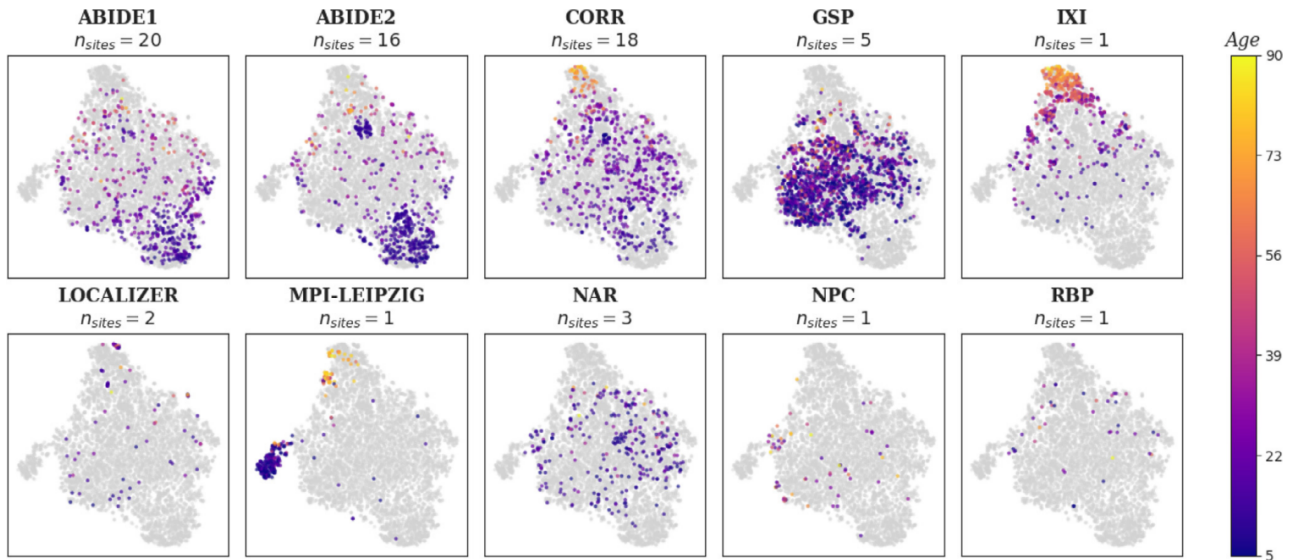 ABIDE1 ABIDE2 CORR GSP IXI
n_sites = 20 n_sites = 16 n_sites = 18 n_sites = 5 n_sites = 1
Age
90
73
56
39
22
5
LOCALIZER MPI-LEIPZIG NAR NPC RBP
n_sites = 2 n_sites = 1 n_sites = 3 n_sites = 1 n_sites = 1